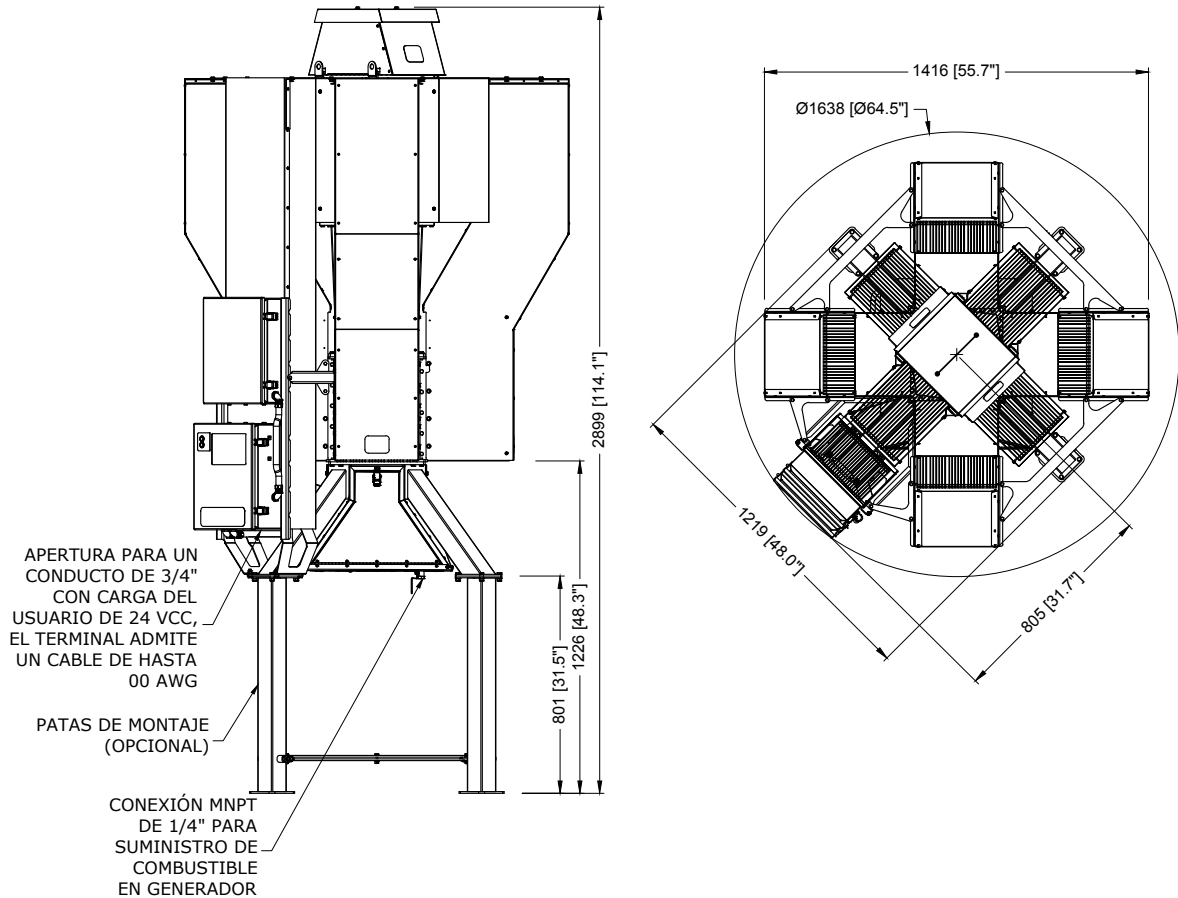 1416 [55.7"]
Ø1638 [Ø64.5"]
2899 [114.1"]
1226 [48.3"]
801 [31.5"]
1219 [48.0"]
805 [31.7"]
APERTURA PARA UN
CONDUCTO DE 3/4"
CON CARGA DEL
USUARIO DE 24 VCC,
EL TERMINAL ADMITE
UN CABLE DE HASTA
00 AWG
PATAS DE MONTAJE
(OPCIONAL)
CONEXIÓN MNPT
DE 1/4" PARA
SUMINISTRO DE
COMBUSTIBLE
EN GENERADOR